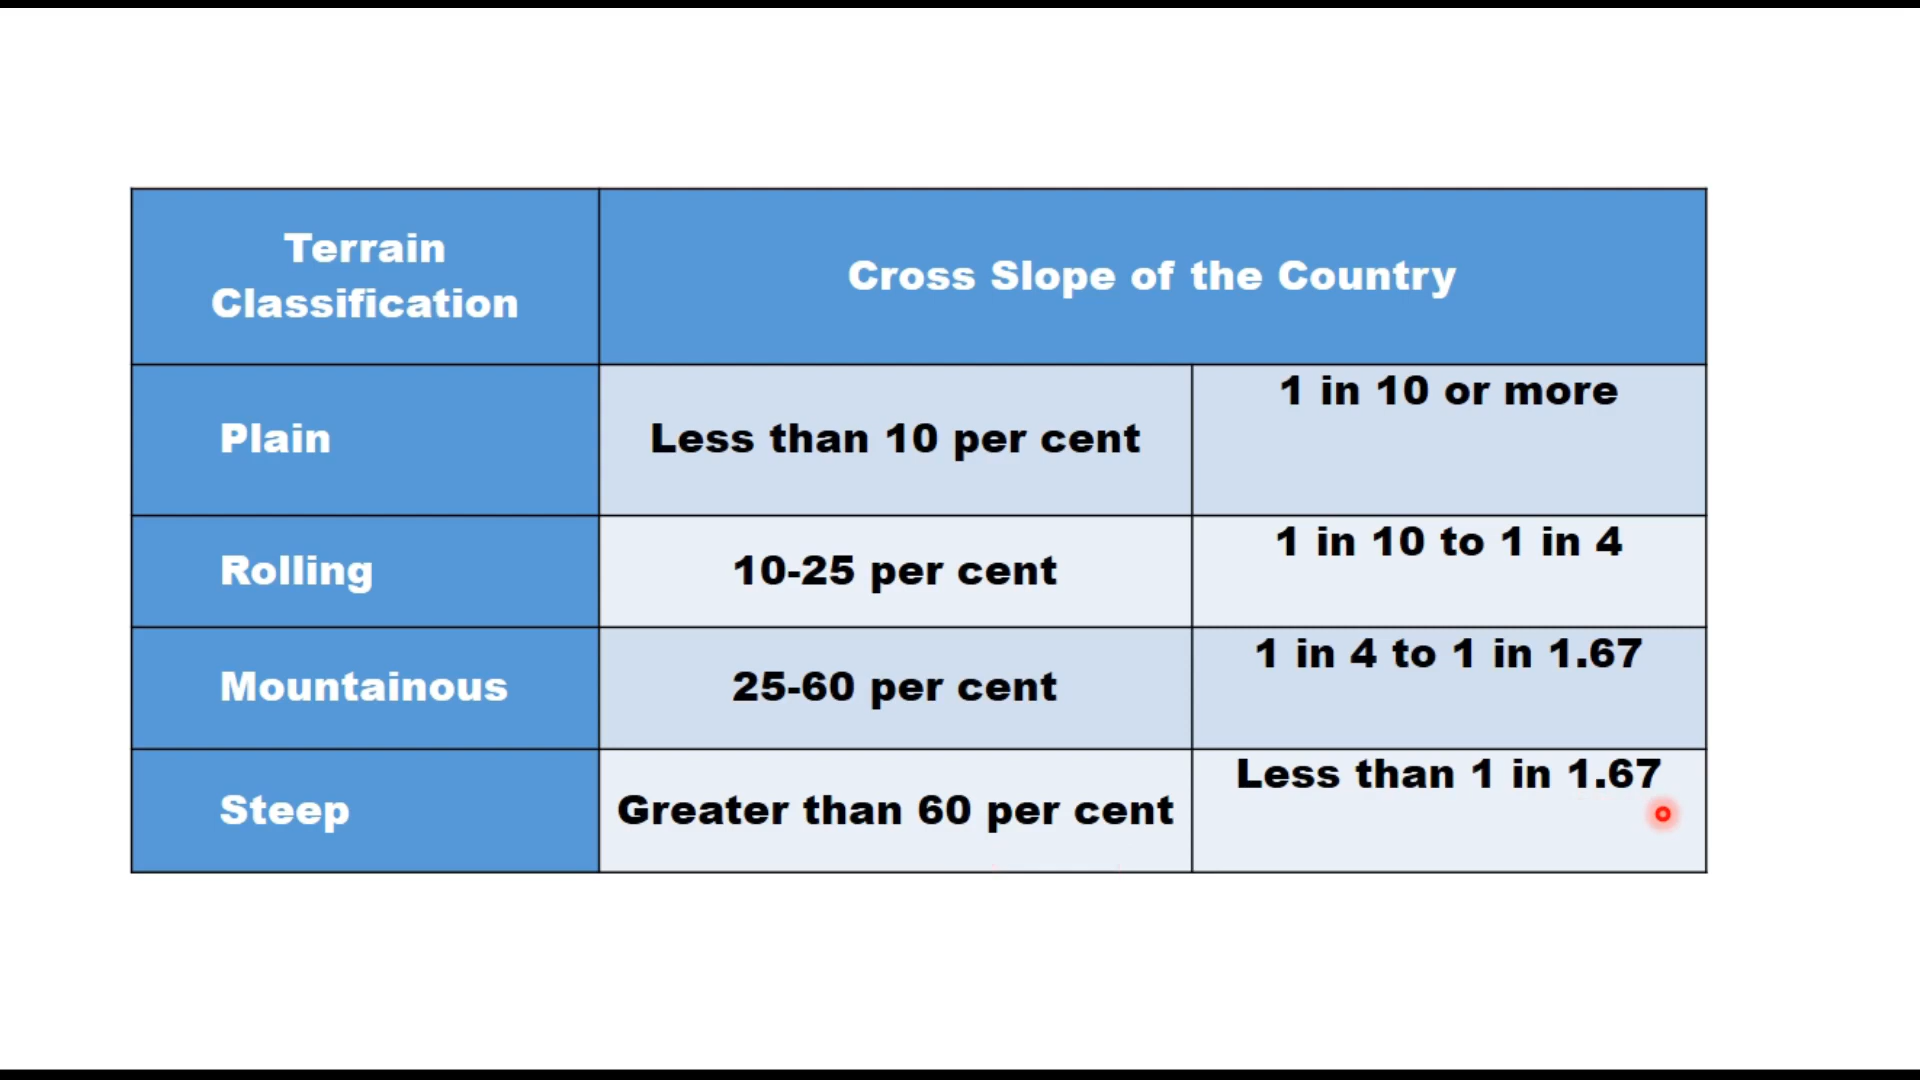 Terrain
Classification
Cross Slope of the Country
Plain
Less than 10 per cent
1 in 10 or more
Rolling
10-25 per cent
1 in 10 to 1 in 4
Mountainous
25-60 per cent
1 in 4 to 1 in 1.67
Steep
Greater than 60 per cent
Less than 1 in 1.67